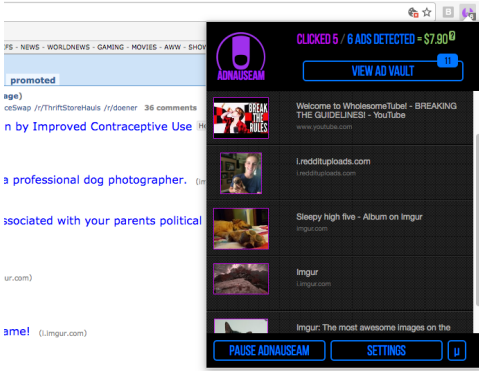 FS - NEWS - WORLDNEWS - GAMING - MOVIES - AWW - SHOW
promoted
age)
ceSwap /r/ThriftStoreHauls /r/doener 36 comments
n by Improved Contraceptive Use
a professional dog photographer.
ssociated with your parents political
ur.com)
ame! (i.imgur.com)
B
ADNAUSEAM
CLICKED 5 / 6 ADS DETECTED = $7.90
?
11
VIEW AD VAULT
BREAK
THE
RULES
Welcome to WholesomeTube! - BREAKING
THE GUIDELINES! - YouTube
www.youtube.com
i.reddituploads.com
i.reddituploads.com
Sleepy high five - Album on Imgur
imgur.com
Imgur
i.imgur.com
Imgur: The most awesome images on the
PAUSE ADNAUSEAM
SETTINGS
µ